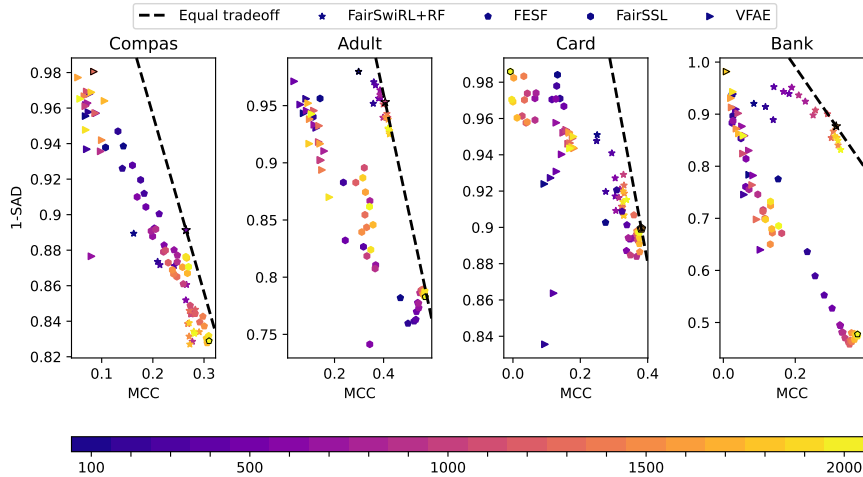 Equal tradeoff FairSwiRL+RF FESF FairSSL VFAE
Compas Adult Card Bank
1-SAD
0.98
0.96
0.94
0.92
0.9
0.88
0.86
0.84
0.82
0.1 0.2 0.3
MCC
0.95
0.9
0.85
0.8
0.75
0.0 0.2 0.4
MCC
0.98
0.96
0.94
0.92
0.9
0.88
0.86
0.84
0.0 0.2 0.4
MCC
1.0
0.9
0.8
0.7
0.6
0.5
0.0 0.2
MCC
100 500 1000 1500 2000